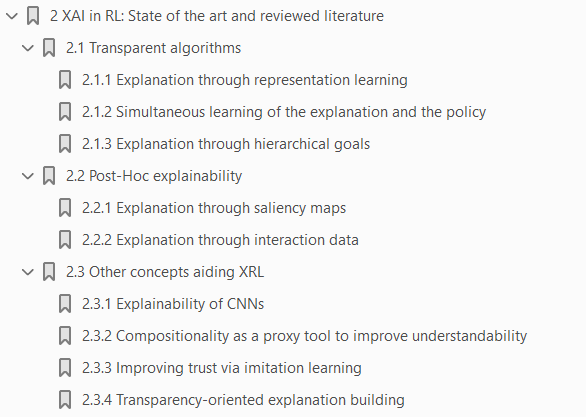 2 XAI in RL: State of the art and reviewed literature
2.1 Transparent algorithms
2.1.1 Explanation through representation learning
2.1.2 Simultaneous learning of the explanation and the policy
2.1.3 Explanation through hierarchical goals
2.2 Post-Hoc explainability
2.2.1 Explanation through saliency maps
2.2.2 Explanation through interaction data
2.3 Other concepts aiding XRL
2.3.1 Explainability of CNNs
2.3.2 Compositionality as a proxy tool to improve understandability
2.3.3 Improving trust via imitation learning
2.3.4 Transparency-oriented explanation building